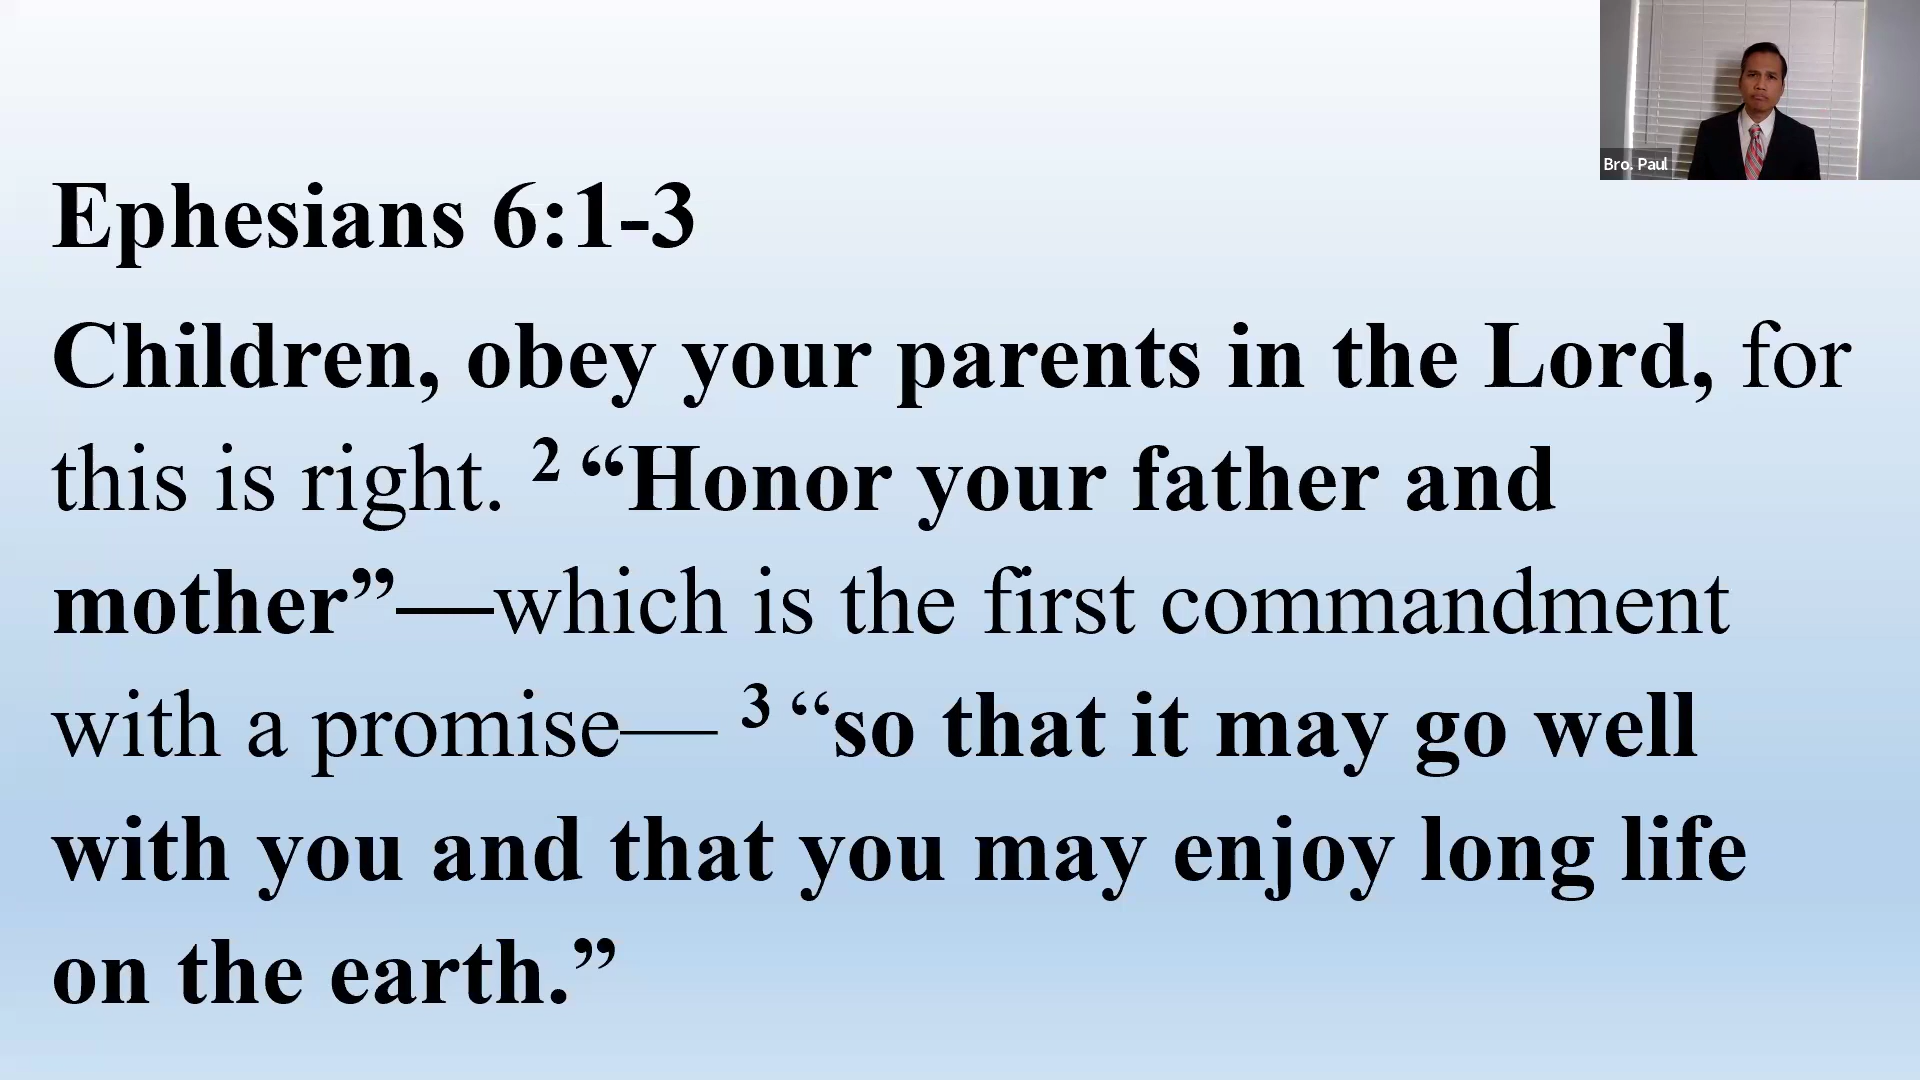 Bro. Paul
Ephesians 6:1-3
Children, obey your parents in the Lord, for
this is right. 2 “Honor your father and
mother”—which is the first commandment
with a promise— 3 “so that it may go well
with you and that you may enjoy long life
on the earth.”